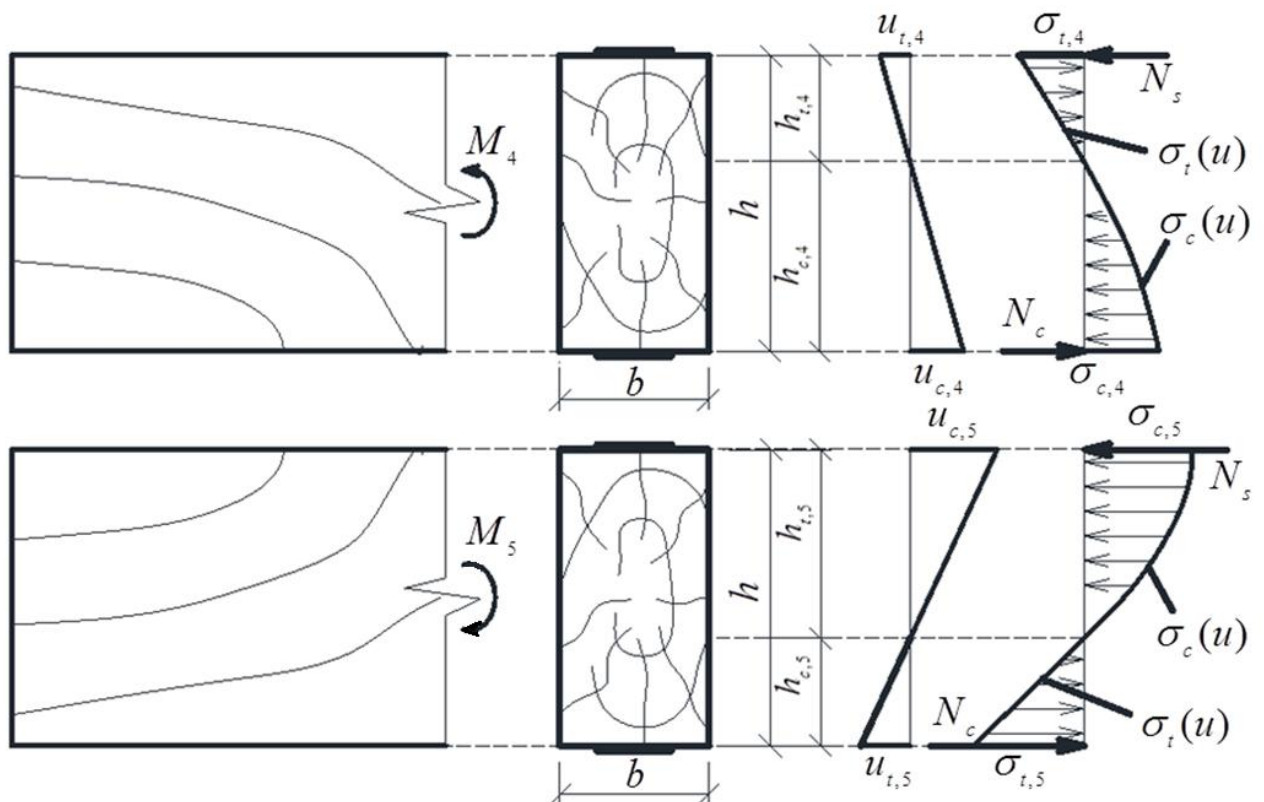 u_{t,4}
σ_{t,4}
N_s
h_{t,4}
M_4
σ_t(u)
h
σ_c(u)
h_{c,4}
N_c
b
u_{c,4}
σ_{c,4}
u_{c,5}
σ_{c,5}
N_s
h_{t,5}
M_5
h
σ_c(u)
h_{c,5}
N_c
σ_t(u)
b
u_{t,5}
σ_{t,5}